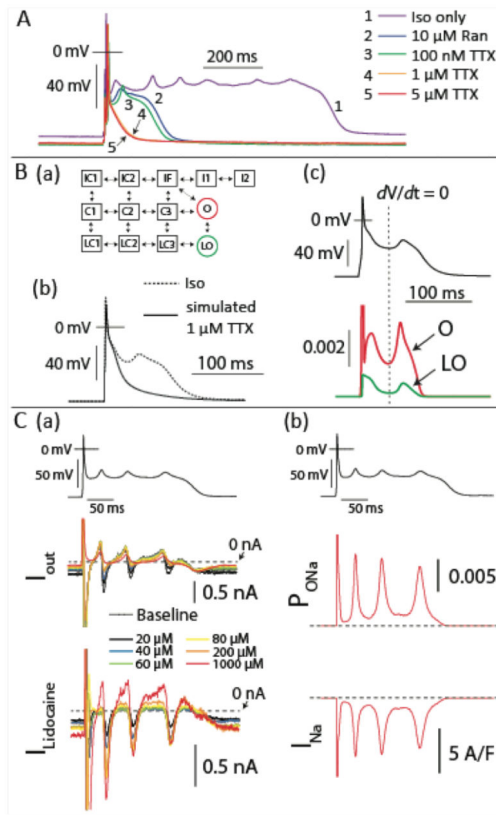 A
0 mV
40 mV
200 ms
1
2
3
4
5
1 Iso only
2 10 µM Ran
3 100 nM TTX
4 1 µM TTX
5 5 µM TTX
B (a)
IC1 IC2 IF I1 I2
C1 C2 C3 O
LC1 LC2 LC3 LO
(b)
Iso
simulated
1 µM TTX
0 mV
40 mV
100 ms
(c)
dV/dt = 0
0 mV
40 mV
100 ms
0.002
O
LO
C (a)
0 mV
50 mV
50 ms
Iout
0 nA
0.5 nA
Baseline
20 µM 80 µM
40 µM 200 µM
60 µM 1000 µM
ILidocaine
0 nA
0.5 nA
(b)
0 mV
50 mV
50 ms
PONa
0.005
INa
5 A/F